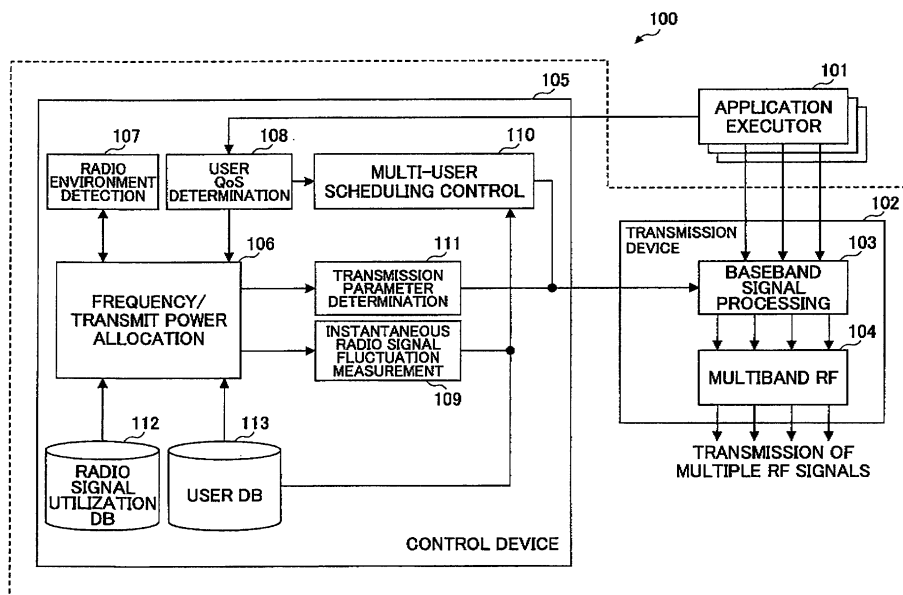 100
101
APPLICATION
EXECUTOR
105
107
RADIO
ENVIRONMENT
DETECTION
108
USER
QoS
DETERMINATION
110
MULTI-USER
SCHEDULING CONTROL
102
TRANSMISSION
DEVICE
103
BASEBAND
SIGNAL
PROCESSING
106
FREQUENCY/
TRANSMIT POWER
ALLOCATION
111
TRANSMISSION
PARAMETER
DETERMINATION
INSTANTANEOUS
RADIO SIGNAL
FLUCTUATION
MEASUREMENT
109
104
MULTIBAND RF
TRANSMISSION OF
MULTIPLE RF SIGNALS
112
RADIO
SIGNAL
UTILIZATION
DB
113
USER DB
CONTROL DEVICE